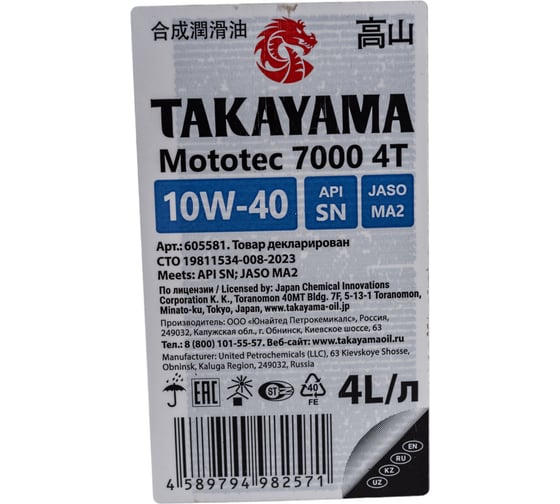 合成潤滑油
高山
TAKAYAMA
Mototec 7000 4T
10W-40
API
SN
JASO
MA2
Арт.: 605581. Товар декларирован
СТО 19811534-008-2023
Meets: API SN; JASO MA2
По лицензии / Licensed by: Japan Chemical Innovations
Corporation K. K., Toranomon 40MT Bldg. 7F, 5-13-1 Toranomon,
Minato-ku, Tokyo, Japan, www.takayama-oil.jp
Производитель: ООО «Юнайтед Петрокемикалс», Россия,
249032, Калужская обл., г. Обнинск, Киевское шоссе, 63
Тел.: 8 (800) 101-55-57. Веб-сайт: www.takayamaoil.ru
Manufacturer: United Petrochemicals (LLC), 63 Kievskoye Shosse,
Obninsk, Kaluga Region, 249032, Russia
EAC
СТ
40
FE
4L/л
4 589794 982571
EN
RU
KZ
UZ